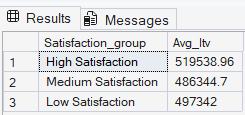 Results Messages
Satisfaction_group Avg_ltv
1 High Satisfaction 519538.96
2 Medium Satisfaction 486344.7
3 Low Satisfaction 497342